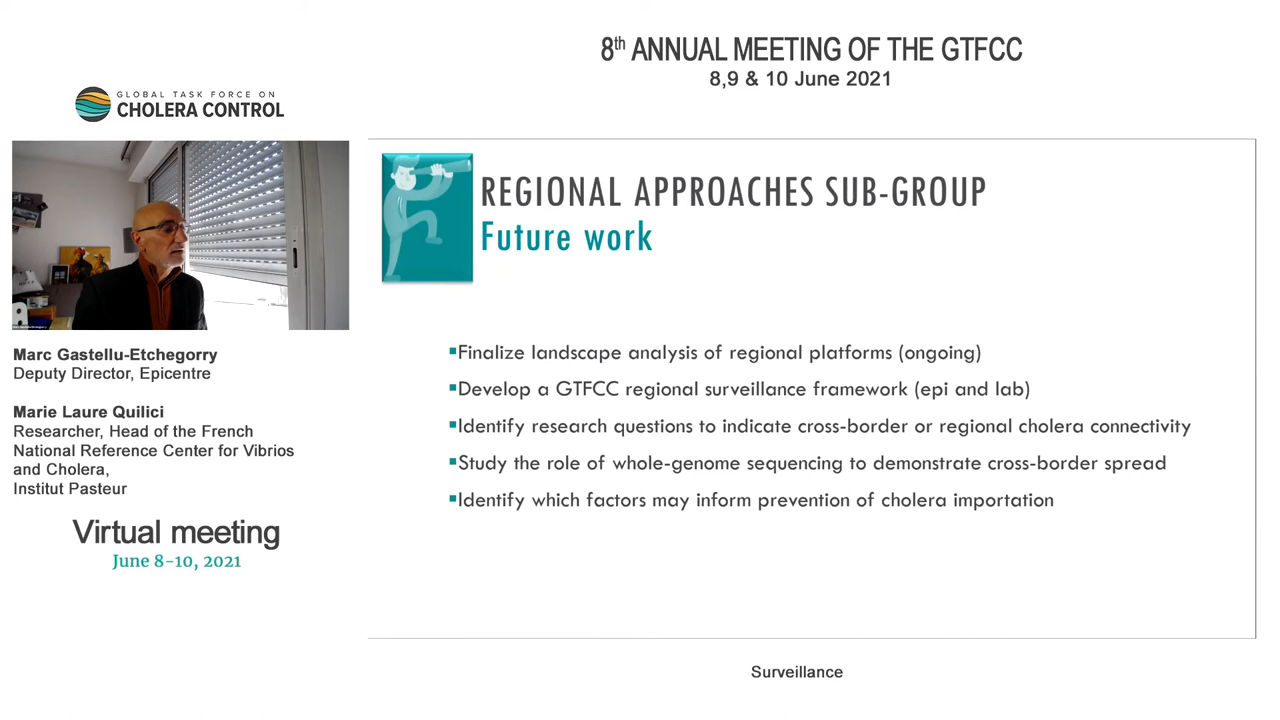 8th ANNUAL MEETING OF THE GTFCC
8,9 & 10 June 2021
GLOBAL TASK FORCE ON
CHOLERA CONTROL
REGIONAL APPROACHES SUB-GROUP
Future work
▪Finalize landscape analysis of regional platforms (ongoing)
▪Develop a GTFCC regional surveillance framework (epi and lab)
▪Identify research questions to indicate cross-border or regional cholera connectivity
▪Study the role of whole-genome sequencing to demonstrate cross-border spread
▪Identify which factors may inform prevention of cholera importation
Marc Gastellu-Etchegorry
Deputy Director, Epicentre
Marie Laure Quilici
Researcher, Head of the French
National Reference Center for Vibrios
and Cholera,
Institut Pasteur
Virtual meeting
June 8-10, 2021
Surveillance